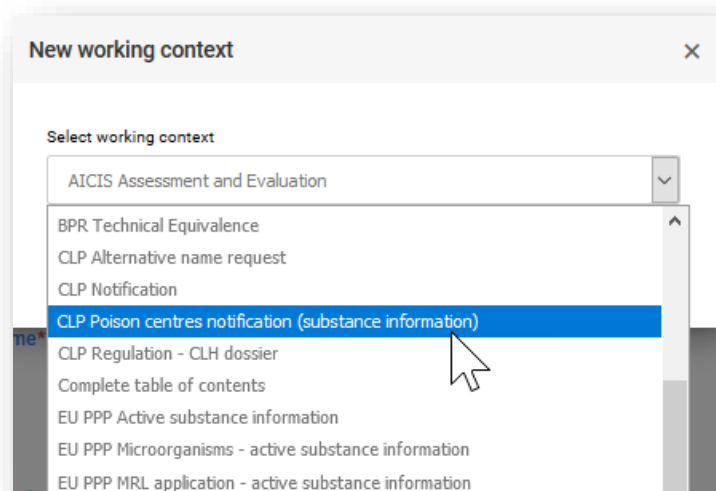 New working context
Select working context
AICIS Assessment and Evaluation
BPR Technical Equivalence
CLP Alternative name request
CLP Notification
CLP Poison centres notification (substance information)
me*
CLP Regulation - CLH dossier
Complete table of contents
EU PPP Active substance information
EU PPP Microorganisms - active substance information
EU PPP MRL application - active substance information